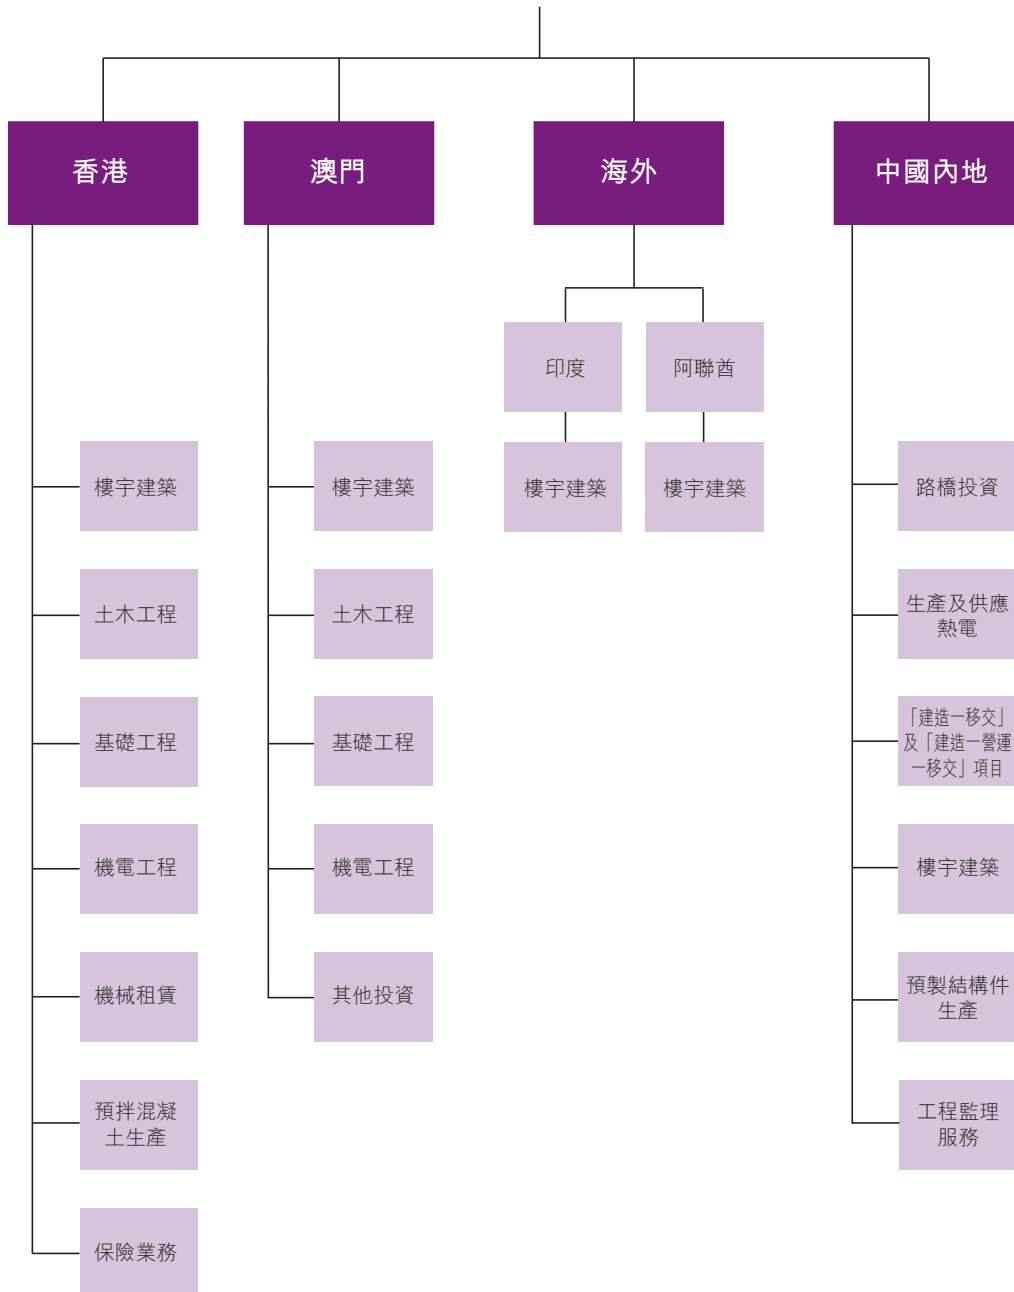 香港
澳門
海外
中國內地
印度
阿聯酋
樓宇建築
樓宇建築
樓宇建築
樓宇建築
路橋投資
土木工程
土木工程
生產及供應
熱電
基礎工程
基礎工程
「建造一移交」
及「建造一營運
一移交」項目
機電工程
機電工程
樓宇建築
機械租賃
其他投資
預製結構件
生產
預拌混凝
土生產
工程監理
服務
保險業務